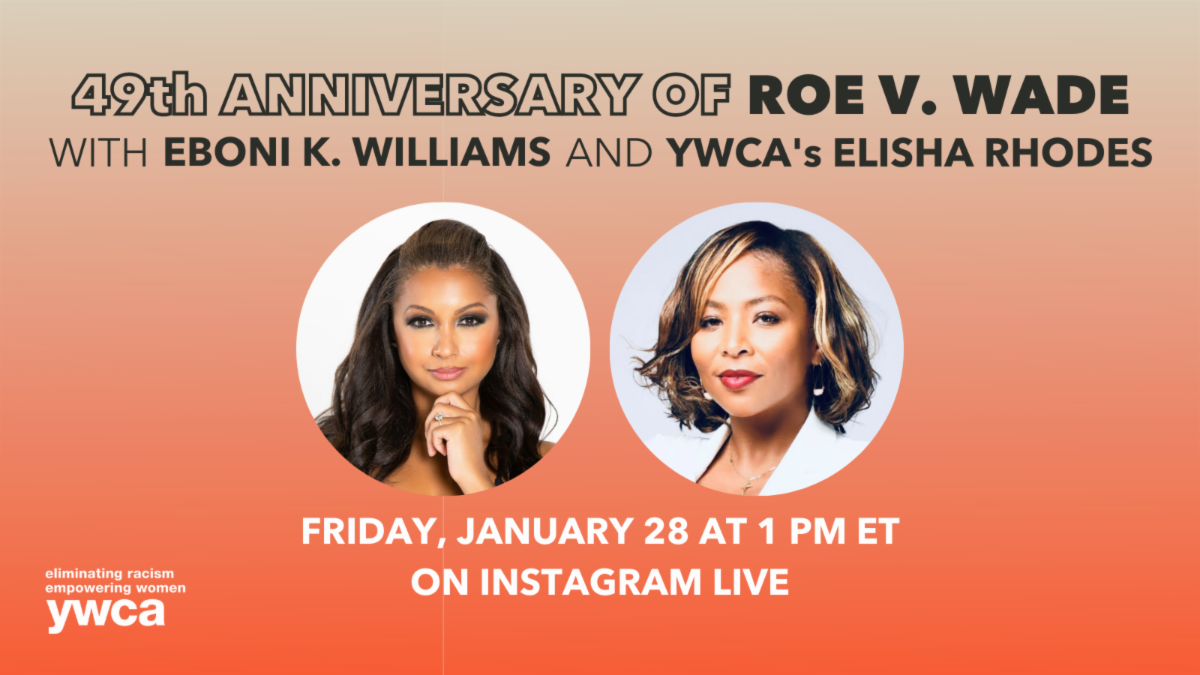 49th ANNIVERSARY OF ROE V. WADE
WITH EBONI K. WILLIAMS AND YWCA's ELISHA RHODES
FRIDAY, JANUARY 28 AT 1 PM ET
ON INSTAGRAM LIVE
eliminating racism
empowering women
ywca